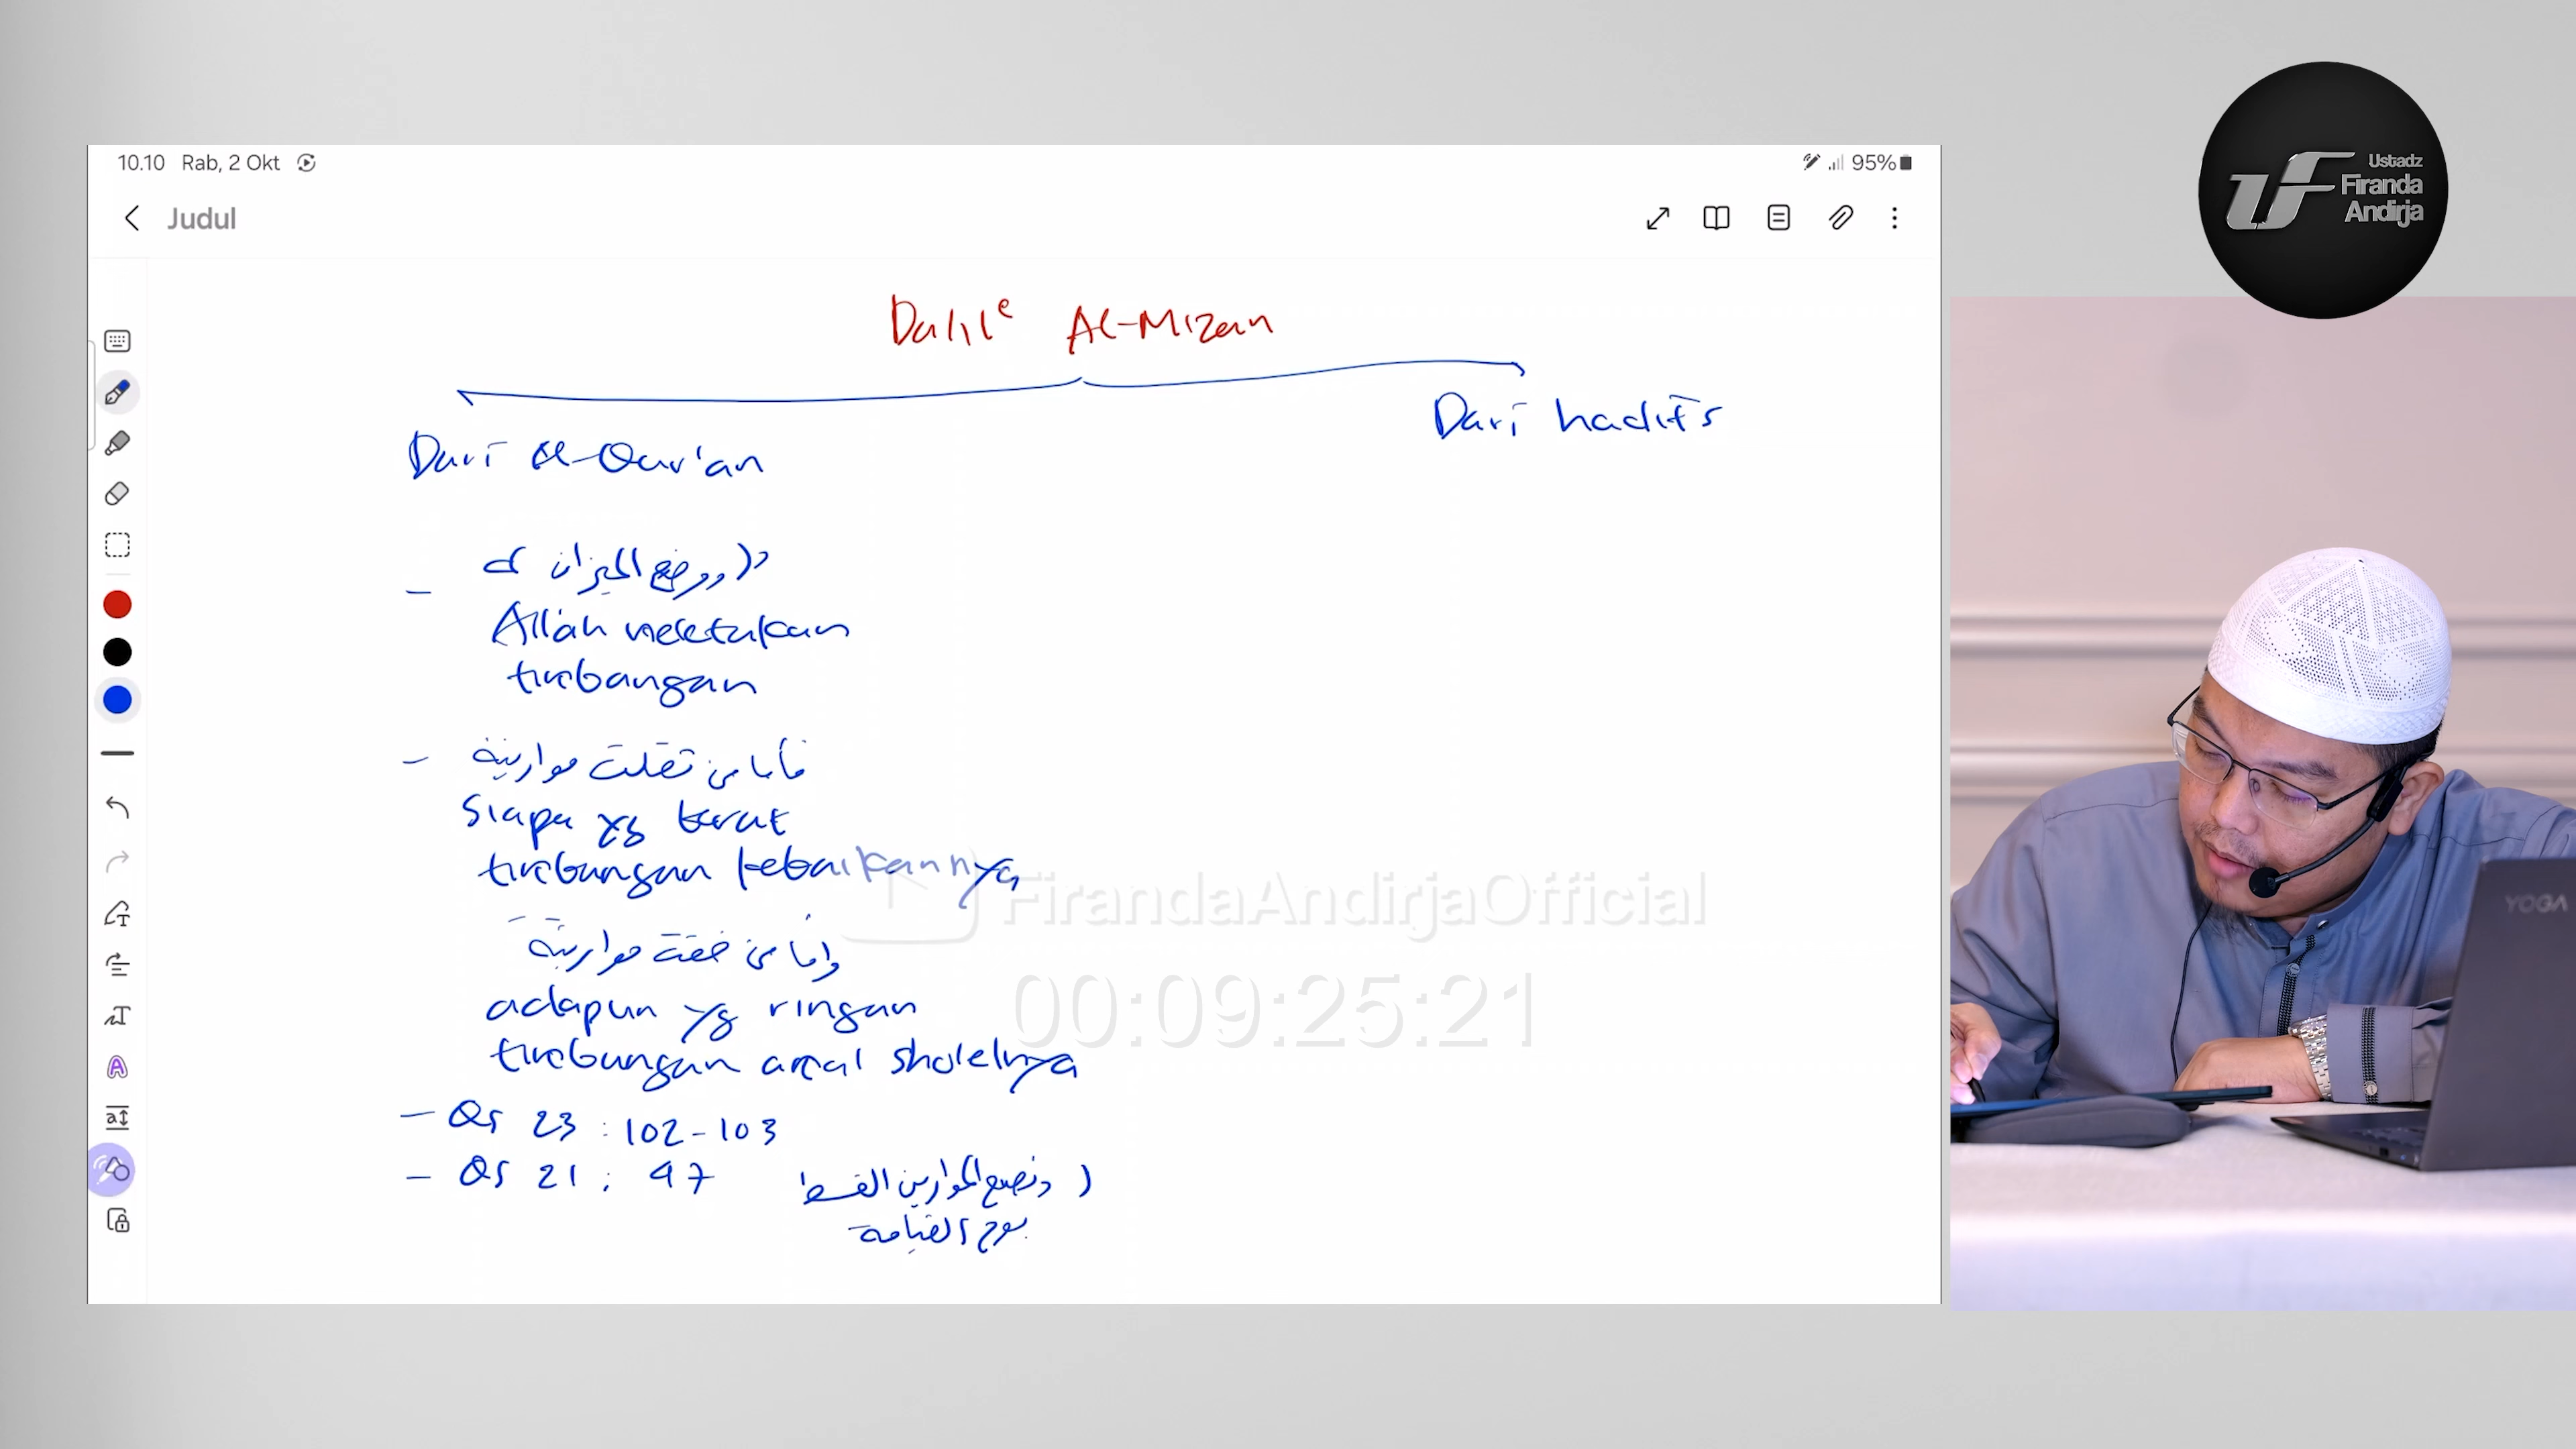 Ustadz
Firanda
Andirja
10.10 Rab, 2 Okt
95%
Judul
Dalil² Al-Mizan
Dari Al-Qur'an
Dari hadits
- ووضع الميزان
Allah meletakan
timbangan
- فأما من ثقلت موازينه
Siapa yg berat
timbangan kebaikannya
وأما من خفت موازينه
adapun yg ringan
timbangan amal sholehnya
- QS 23 : 102-103
- QS 21 : 47 ( ونضع الموازين القسط
يوم القيامة
FirandaAndirjaOfficial
00:09:25:21
YOGA